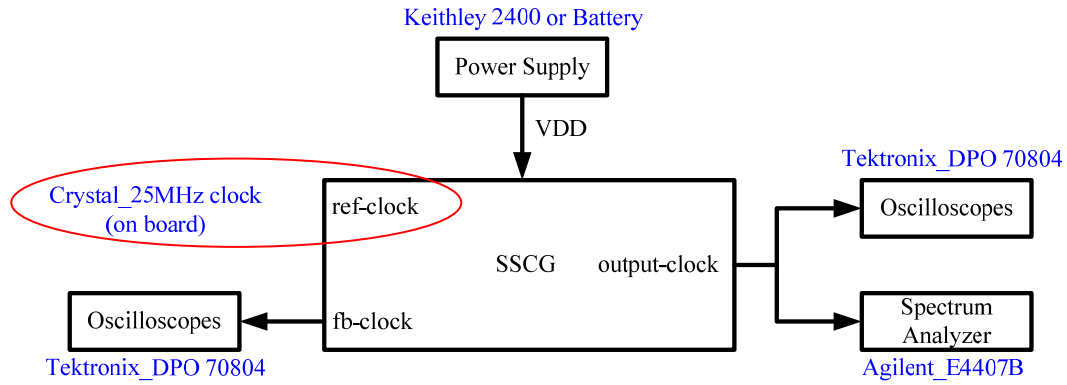 Keithley 2400 or Battery
Power Supply
VDD
Tektronix_DPO 70804
Crystal_25MHz clock
(on board)
ref-clock
Oscilloscopes
SSCG
output-clock
Oscilloscopes
fb-clock
Spectrum
Analyzer
Tektronix_DPO 70804
Agilent_E4407B